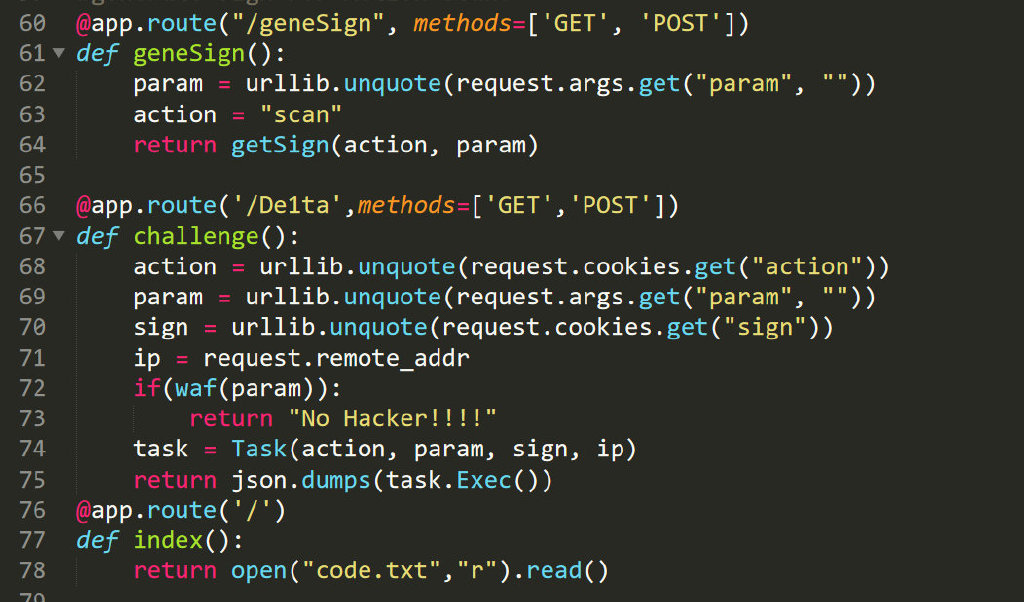 60 @app.route("/geneSign", methods=['GET', 'POST'])
61 def geneSign():
62     param = urllib.unquote(request.args.get("param", ""))
63     action = "scan"
64     return getSign(action, param)
65
66 @app.route('/De1ta',methods=['GET','POST'])
67 def challenge():
68     action = urllib.unquote(request.cookies.get("action"))
69     param = urllib.unquote(request.args.get("param", ""))
70     sign = urllib.unquote(request.cookies.get("sign"))
71     ip = request.remote_addr
72     if(waf(param)):
73         return "No Hacker!!!!"
74     task = Task(action, param, sign, ip)
75     return json.dumps(task.Exec())
76 @app.route('/')
77 def index():
78     return open("code.txt","r").read()
79